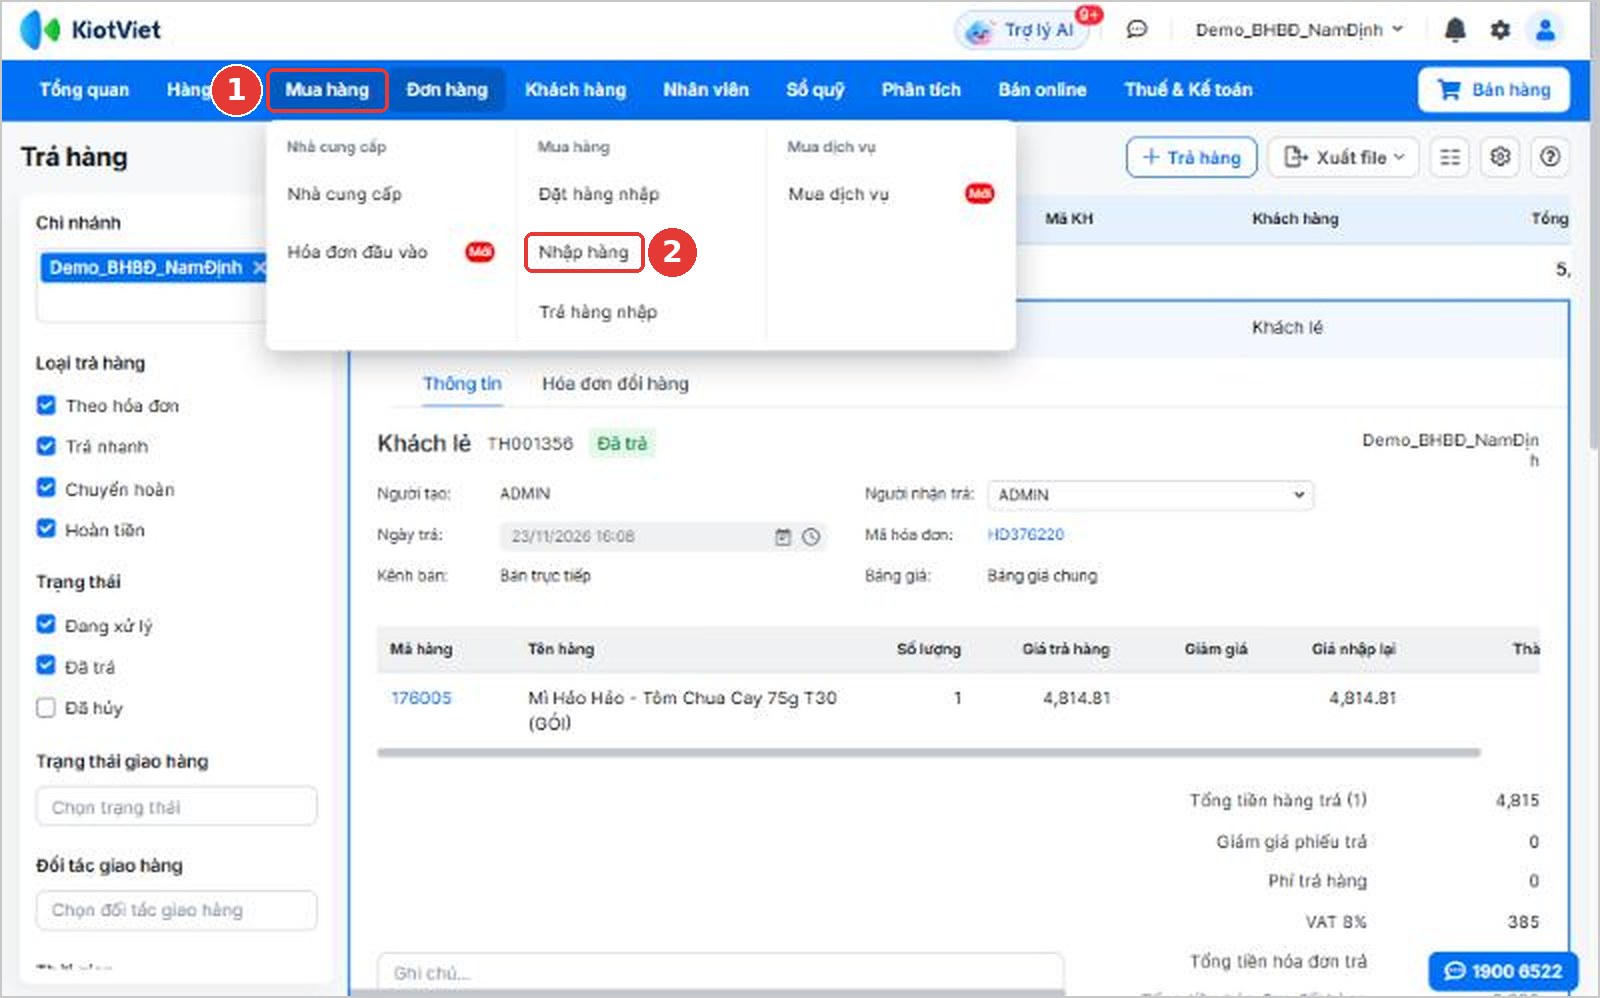 KiotViet
Trợ lý AI
9+
Demo_BHBĐ_NamĐịnh
Tổng quan
Hàng
1
Mua hàng
Đơn hàng
Khách hàng
Nhân viên
Sổ quỹ
Phân tích
Bán online
Thuế & Kế toán
Bán hàng
Nhà cung cấp
Mua hàng
Mua dịch vụ
Nhà cung cấp
Đặt hàng nhập
Mua dịch vụ
Mới
Hóa đơn đầu vào
Mới
Nhập hàng
2
Trả hàng nhập
Trả hàng
Trả hàng
Xuất file
Chi nhánh
Demo_BHBĐ_NamĐịnh
Loại trả hàng
Theo hóa đơn
Trả nhanh
Chuyển hoàn
Hoàn tiền
Trạng thái
Đang xử lý
Đã trả
Đã hủy
Trạng thái giao hàng
Chọn trạng thái
Đối tác giao hàng
Chọn đối tác giao hàng
Mã KH
Khách hàng
Tổng
5,
Khách lẻ
Thông tin
Hóa đơn đổi hàng
Khách lẻ TH001356 Đã trả
Demo_BHBĐ_NamĐịn
h
Người tạo: ADMIN
Người nhận trả: ADMIN
Ngày trả: 23/11/2026 16:08
Mã hóa đơn: HD376220
Kênh bán: Bán trực tiếp
Bảng giá: Bảng giá chung
Mã hàng Tên hàng Số lượng Giá trả hàng Giảm giá Giá nhập lại Thà
176005 Mì Hảo Hảo - Tôm Chua Cay 75g T30 1 4,814.81 4,814.81
(GÓI)
Tổng tiền hàng trả (1) 4,815
Giảm giá phiếu trả 0
Phí trả hàng 0
VAT 8% 385
Tổng tiền hóa đơn trả
Ghi chú...
1900 6522